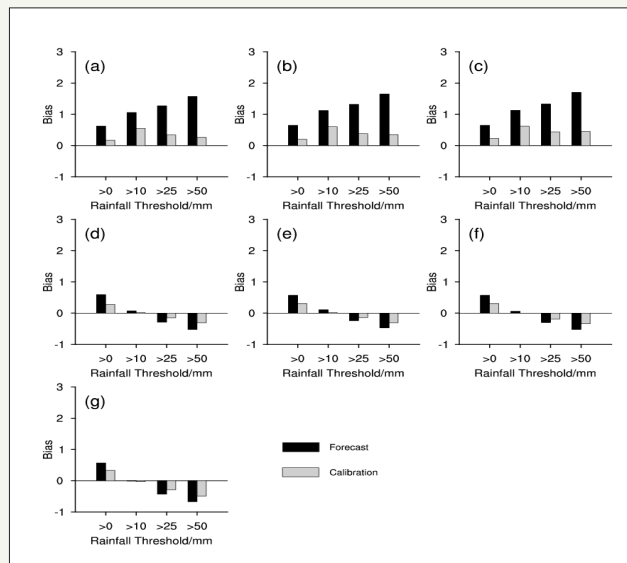 (a)
3
2
1
0
-1
Bias
>0 >10 >25 >50
Rainfall Threshold/mm
(b)
3
2
1
0
-1
Bias
>0 >10 >25 >50
Rainfall Threshold/mm
(c)
3
2
1
0
-1
Bias
>0 >10 >25 >50
Rainfall Threshold/mm
(d)
3
2
1
0
-1
Bias
>0 >10 >25 >50
Rainfall Threshold/mm
(e)
3
2
1
0
-1
Bias
>0 >10 >25 >50
Rainfall Threshold/mm
(f)
3
2
1
0
-1
Bias
>0 >10 >25 >50
Rainfall Threshold/mm
(g)
3
2
1
0
-1
Bias
>0 >10 >25 >50
Rainfall Threshold/mm
Forecast
Calibration